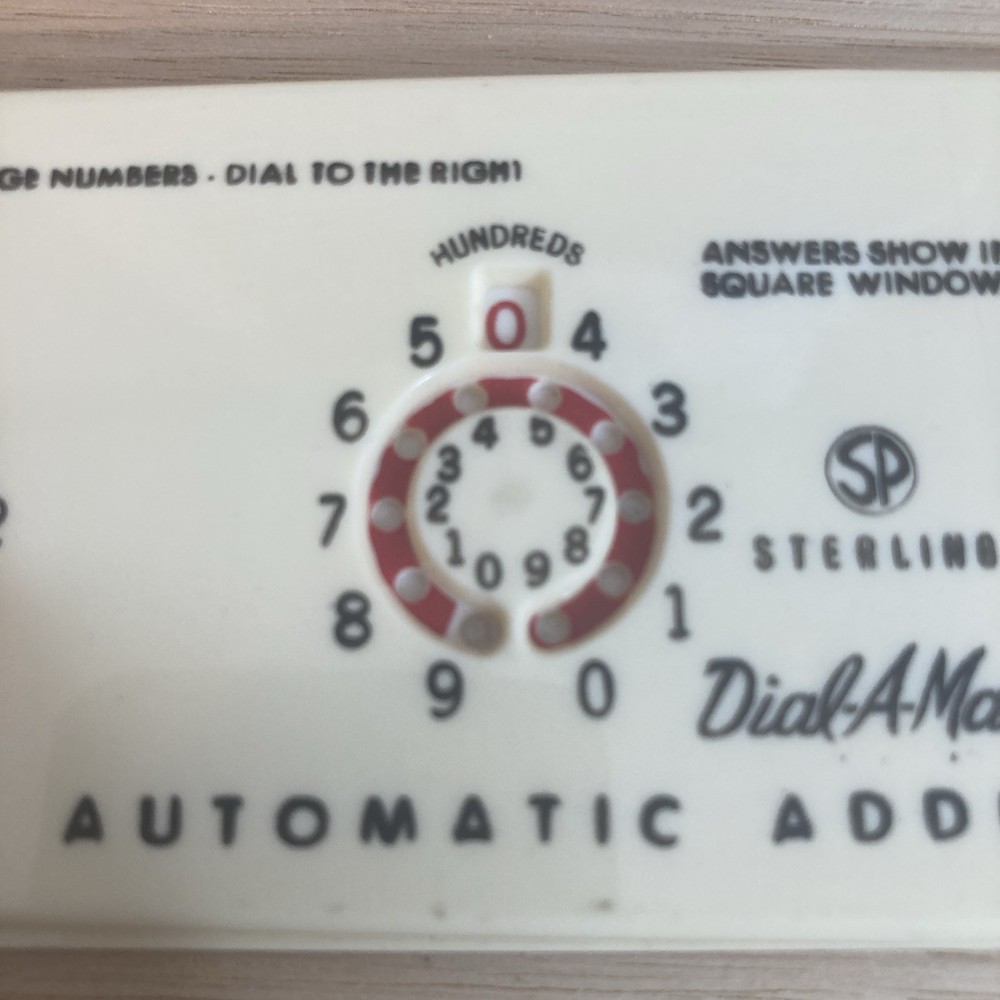 NUMBERS - DIAL TO THE RIGHT
HUNDREDS
ANSWERS SHOW
SQUARE WINDOW
0
5 4
6 3
7 2
8 1
9 0
4 5
3 6
2 7
1 8
0 9
SP
STERLING
Dial-A-Ma
AUTOMATIC ADD